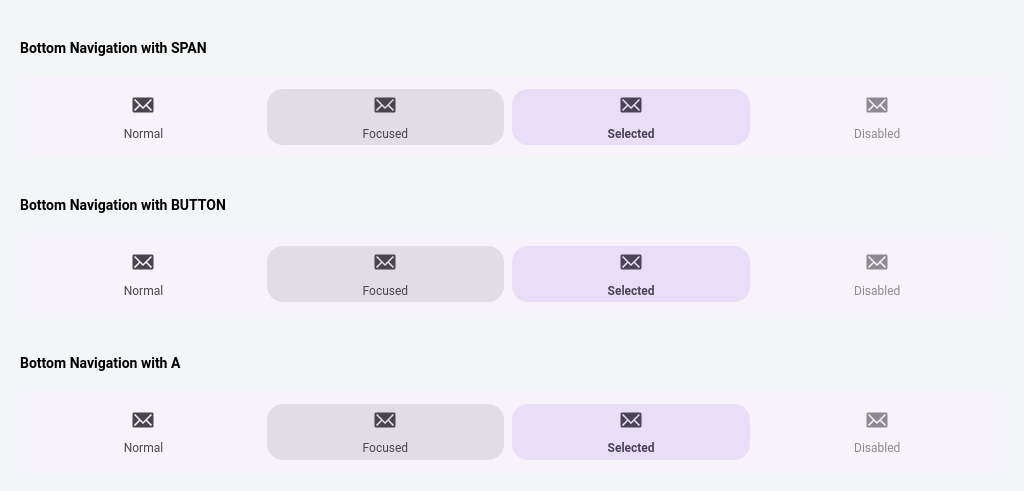 Bottom Navigation with SPAN
Normal Focused Selected Disabled
Bottom Navigation with BUTTON
Normal Focused Selected Disabled
Bottom Navigation with A
Normal Focused Selected Disabled